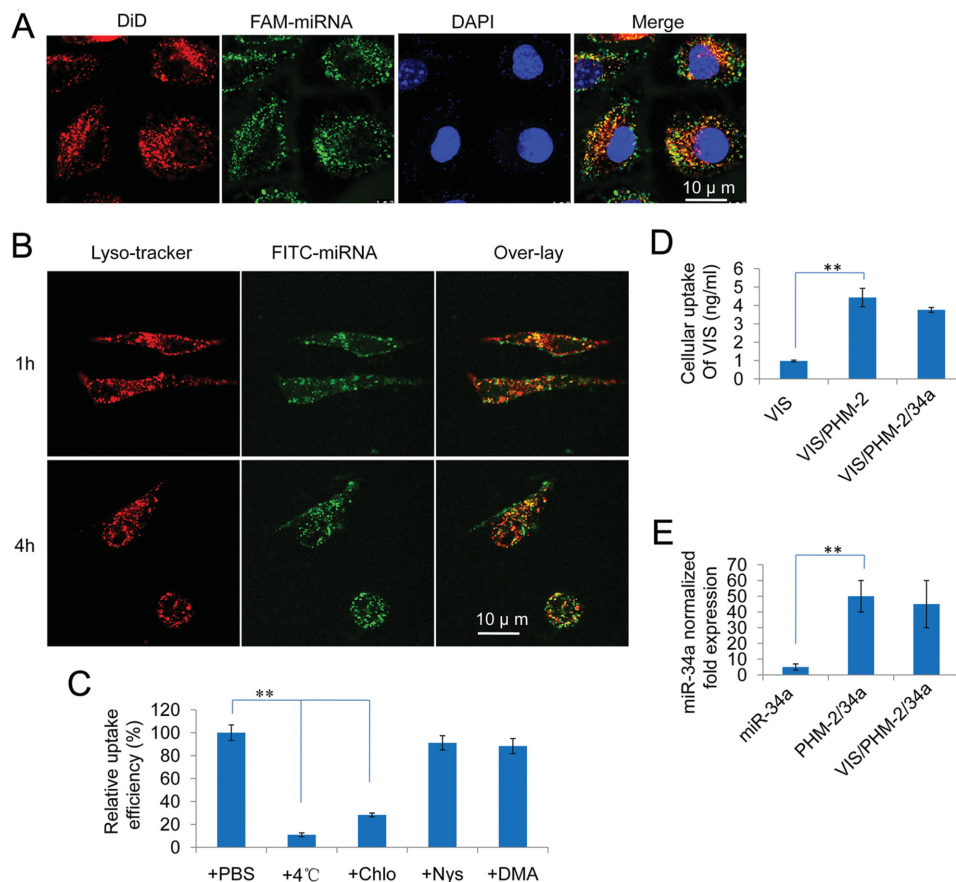 A
DiD
FAM-miRNA
DAPI
Merge
10 μ m
B
Lyso-tracker
FITC-miRNA
Over-lay
1h
4h
10 μ m
C
Relative uptake
efficiency (%)
120
100
80
60
40
20
0
**
+PBS
+4℃
+Chlo
+Nys
+DMA
D
Cellular uptake
Of VIS (ng/ml)
6
5
4
3
2
1
0
**
VIS
VIS/PHM-2
VIS/PHM-2/34a
E
miR-34a normalized
fold expression
70
60
50
40
30
20
10
0
**
miR-34a
PHM-2/34a
VIS/PHM-2/34a